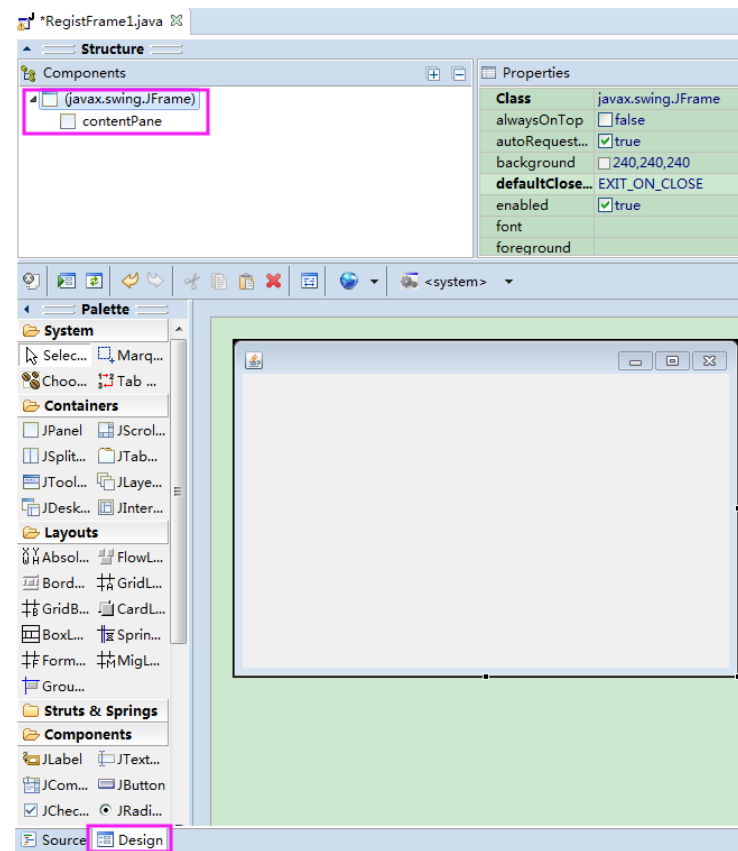 *RegistFrame1.java
Structure
Components
Properties
(javax.swing.JFrame)
contentPane
Class javax.swing.JFrame
alwaysOnTop false
autoRequest... true
background 240,240,240
defaultClose... EXIT_ON_CLOSE
enabled true
font
foreground
<system>
Palette
System
Selec... Marq...
Choo... Tab ...
Containers
JPanel JScrol...
JSplit... JTab...
JTool... JLaye...
JDesk... JInter...
Layouts
Absol... FlowL...
Bord... GridL...
GridB... CardL...
BoxL... Sprin...
Form... MigL...
Grou...
Struts & Springs
Components
JLabel JText...
JCom... JButton
JChec... JRadi...
Source Design